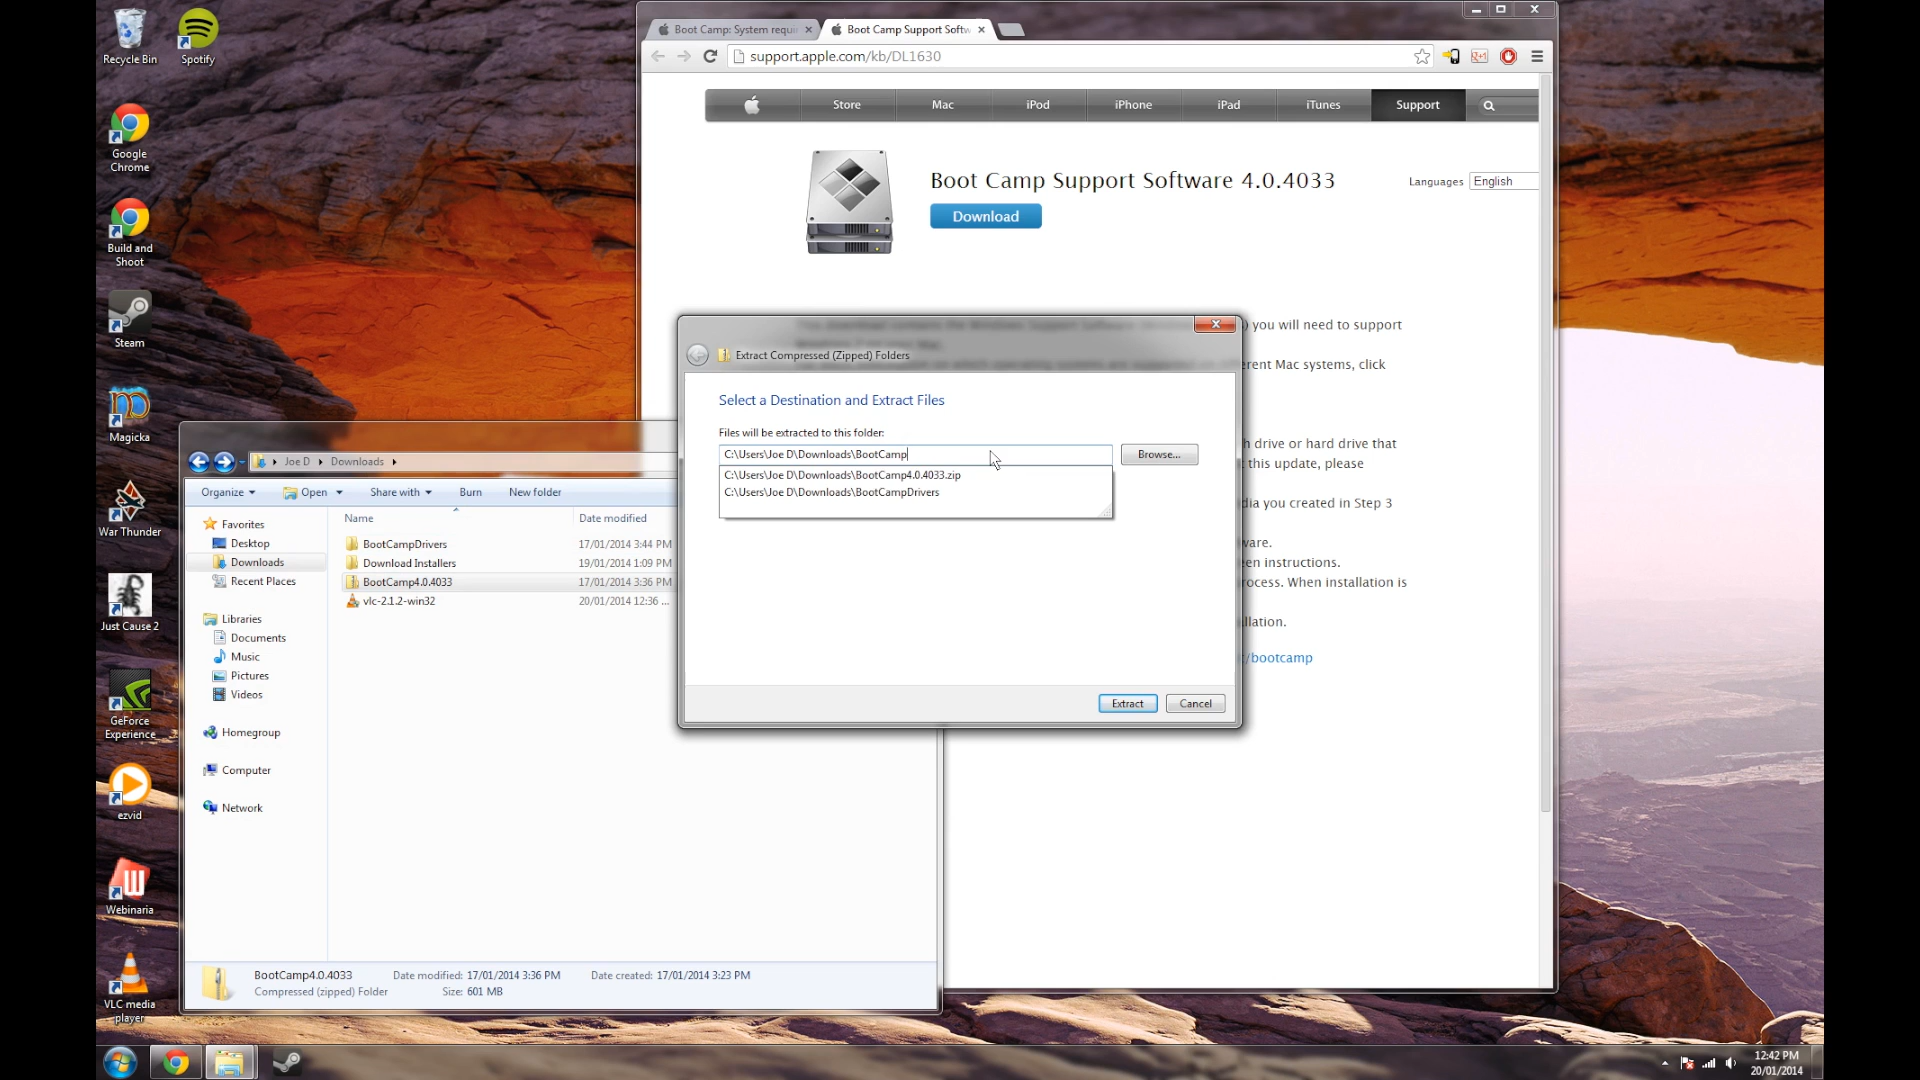 Recycle Bin
Spotify
Google
Chrome
Build and
Shoot
Steam
Magicka
War Thunder
Just Cause 2
GeForce
Experience
ezvid
Webinaria
VLC media
player
Boot Camp: System requi
Boot Camp Support Softw
support.apple.com/kb/DL1630
Store
Mac
iPod
iPhone
iPad
iTunes
Support
Boot Camp Support Software 4.0.4033
Languages
English
Download
you will need to support
erent Mac systems, click
h drive or hard drive that
this update, please
dia you created in Step 3
ware.
een instructions.
rocess. When installation is
llation.
/bootcamp
Extract Compressed (Zipped) Folders
Select a Destination and Extract Files
Files will be extracted to this folder:
C:\Users\Joe D\Downloads\BootCamp
Browse...
C:\Users\Joe D\Downloads\BootCamp4.0.4033.zip
C:\Users\Joe D\Downloads\BootCampDrivers
Extract
Cancel
Joe D
Downloads
Organize
Open
Share with
Burn
New folder
Name
Date modified
Favorites
Desktop
Downloads
Recent Places
Libraries
Documents
Music
Pictures
Videos
Homegroup
Computer
Network
BootCampDrivers 17/01/2014 3:44 PM
Download Installers 19/01/2014 1:09 PM
BootCamp4.0.4033 17/01/2014 3:36 PM
vlc-2.1.2-win32 20/01/2014 12:36 ...
BootCamp4.0.4033 Date modified: 17/01/2014 3:36 PM Date created: 17/01/2014 3:23 PM
Compressed (zipped) Folder Size: 601 MB
12:42 PM
20/01/2014